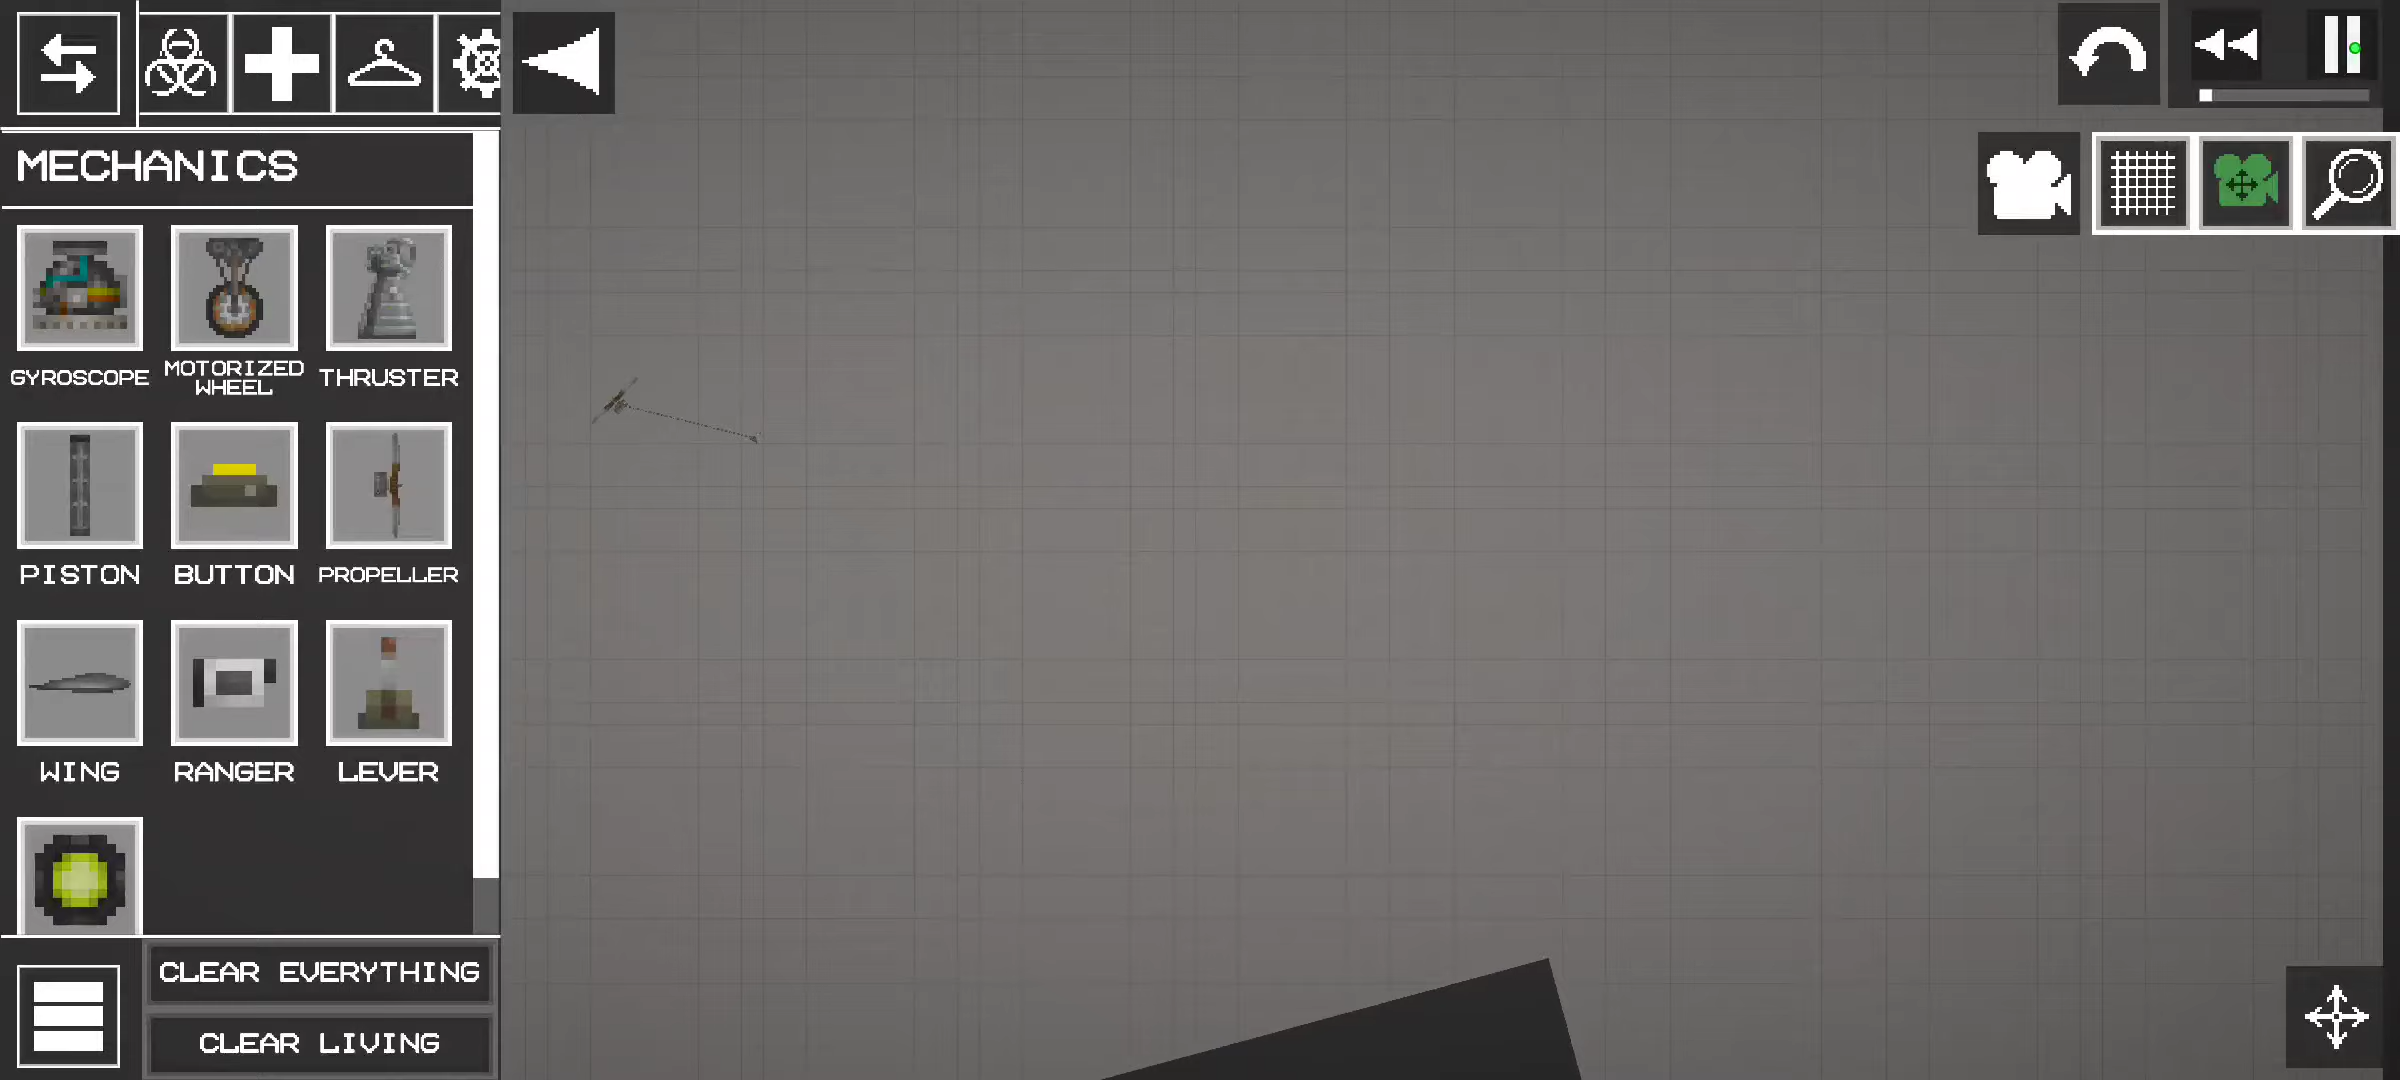 MECHANICS
GYROSCOPE
MOTORIZED
WHEEL
THRUSTER
PISTON
BUTTON
PROPELLER
WING
RANGER
LEVER
CLEAR EVERYTHING
CLEAR LIVING